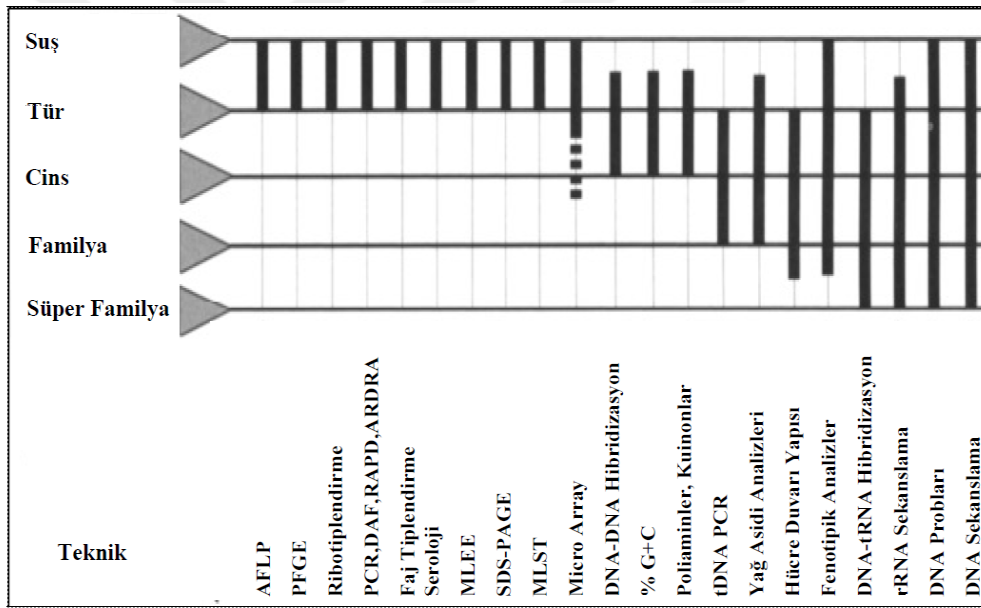 Suş
Tür
Cins
Familya
Süper Familya
Teknik
AFLP
PFGE
Ribotiplendirme
PCR,DAF,RAPD,ARDRA
Faj Tiplendirme
Seroloji
MLEE
SDS-PAGE
MLST
Micro Array
DNA-DNA Hibridizasyon
% G+C
Poliaminler, Kuinonlar
tDNA PCR
Yağ Asidi Analizleri
Hücre Duvarı Yapısı
Fenotipik Analizler
DNA-tRNA Hibridizasyon
rRNA Sekanslama
DNA Probları
DNA Sekanslama